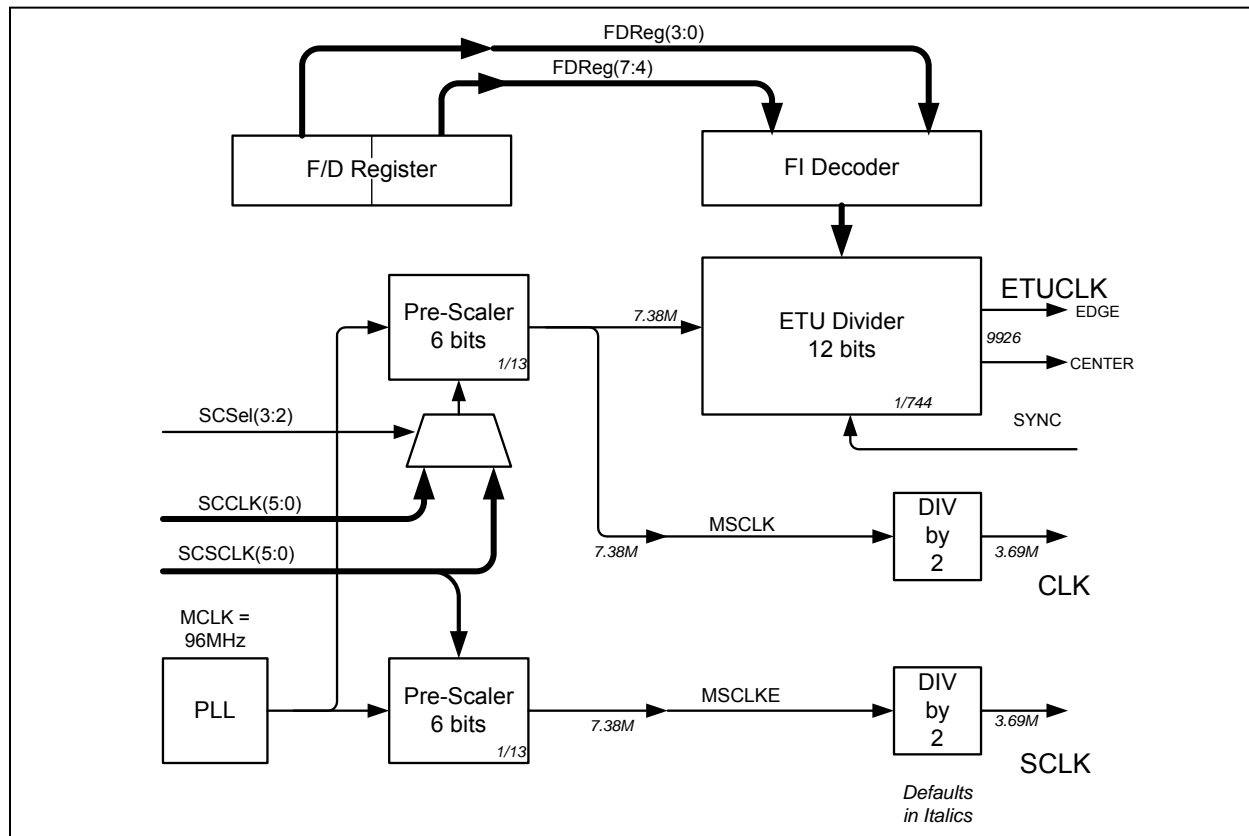 FDReg(3:0)
FDReg(7:4)
F/D Register
FI Decoder
Pre-Scaler
6 bits
1/13
7.38M
ETU Divider
12 bits
1/744
ETUCLK
EDGE
9926
CENTER
SYNC
SCSel(3:2)
SCCLK(5:0)
SCSCLK(5:0)
7.38M
MSCLK
DIV
by
2
3.69M
CLK
MCLK =
96MHz
PLL
Pre-Scaler
6 bits
1/13
7.38M
MSCLKE
DIV
by
2
3.69M
SCLK
Defaults
in Italics